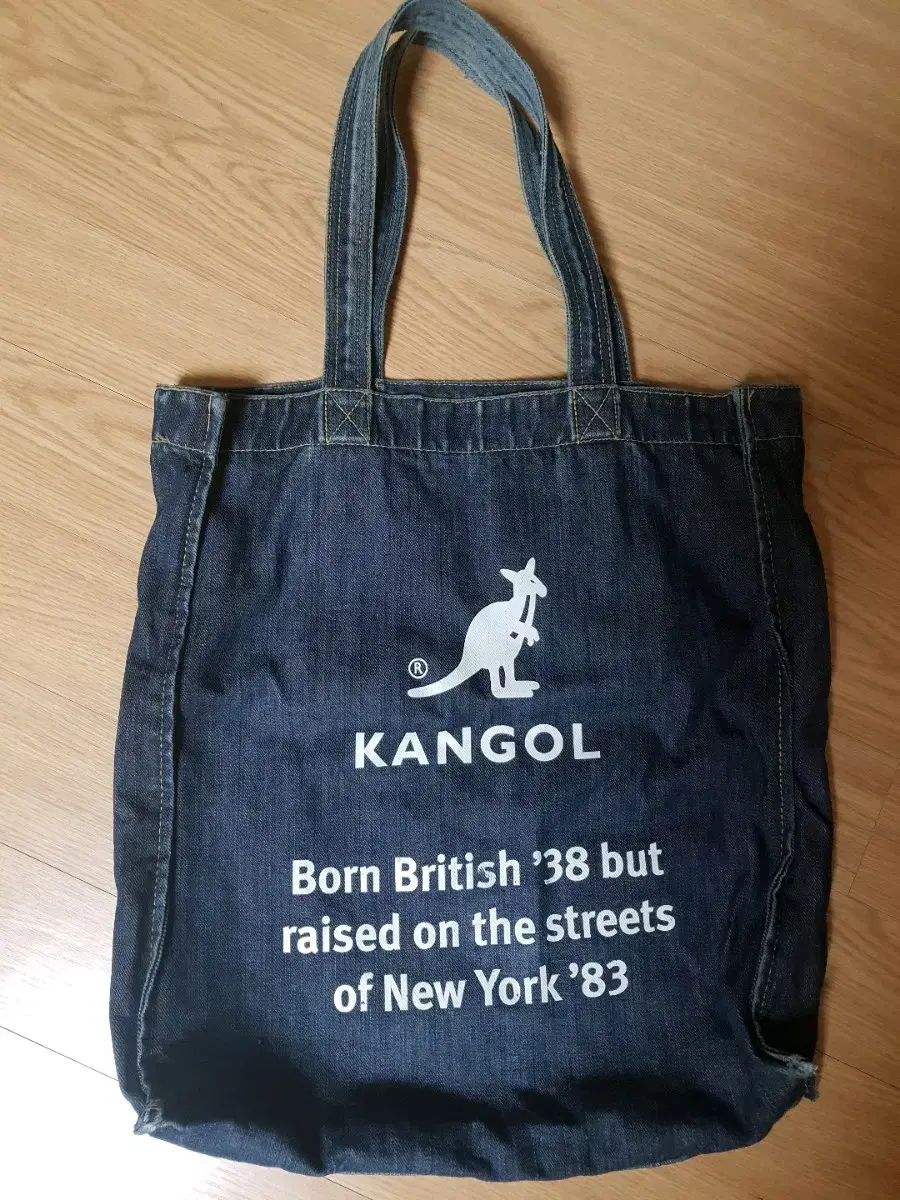 ®
KANGOL
Born British ’38 but
raised on the streets
of New York ’83